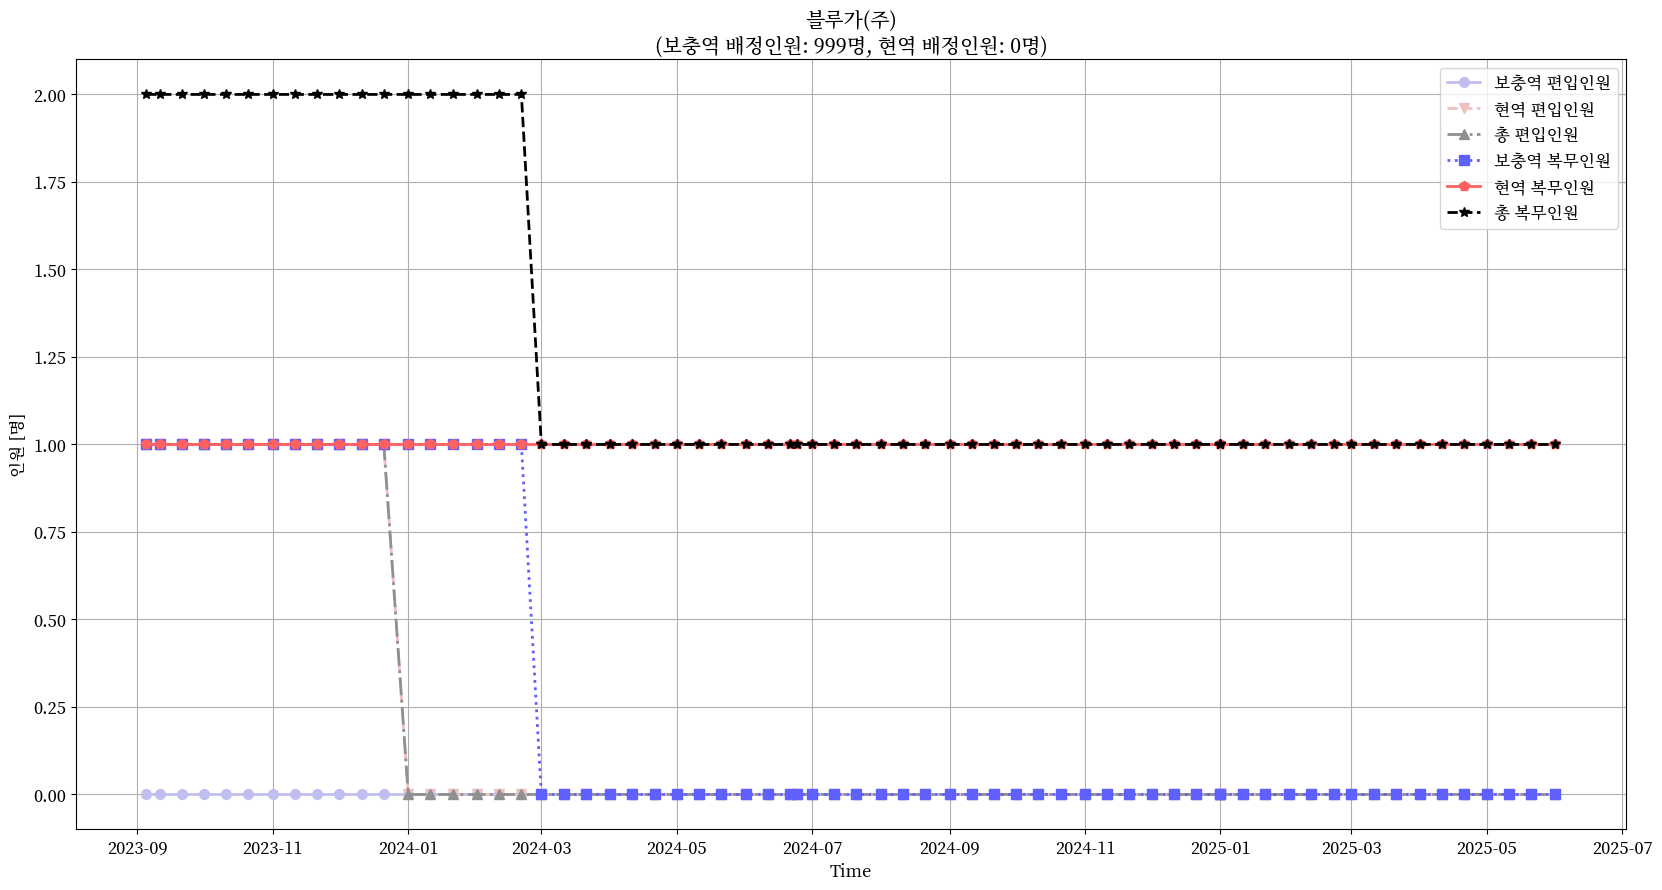 블루가(주)
(보충역 배정인원: 999명, 현역 배정인원: 0명)
보충역 편입인원
현역 편입인원
총 편입인원
보충역 복무인원
현역 복무인원
총 복무인원
인원 [명]
2.00
1.75
1.50
1.25
1.00
0.75
0.50
0.25
0.00
2023-09 2023-11 2024-01 2024-03 2024-05 2024-07 2024-09 2024-11 2025-01 2025-03 2025-05 2025-07
Time